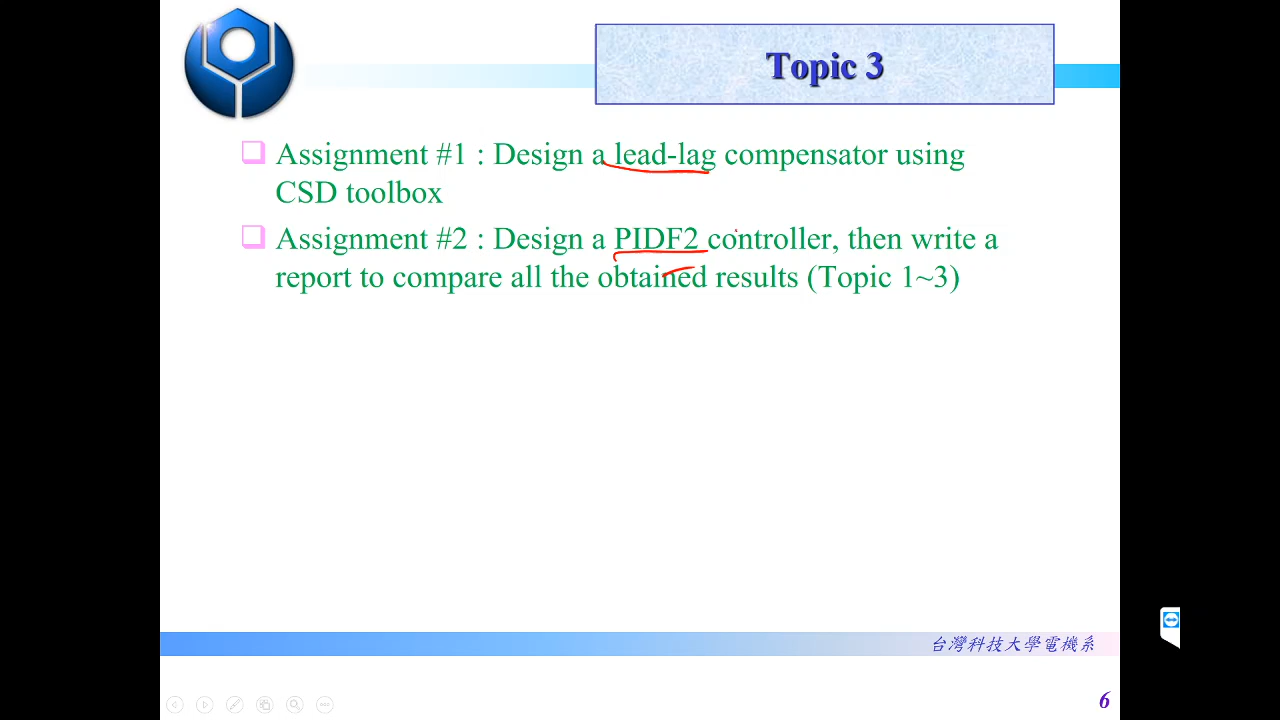 Topic 3
Assignment #1 : Design a lead-lag compensator using
CSD toolbox
Assignment #2 : Design a PIDF2 controller, then write a
report to compare all the obtained results (Topic 1~3)
台灣科技大學電機系
6